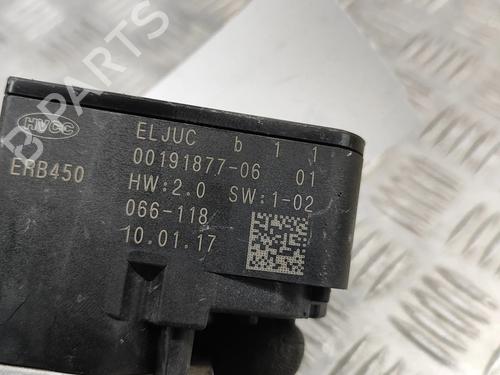 B PARTS
HVCC
ERB450
ELJUC b 1 1
00191877-06 01
HW:2.0 SW:1-02
066-118
10.01.17